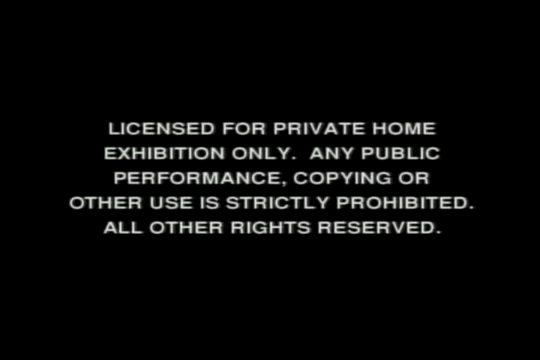 LICENSED FOR PRIVATE HOME
EXHIBITION ONLY.  ANY PUBLIC
PERFORMANCE, COPYING OR
OTHER USE IS STRICTLY PROHIBITED.
ALL OTHER RIGHTS RESERVED.